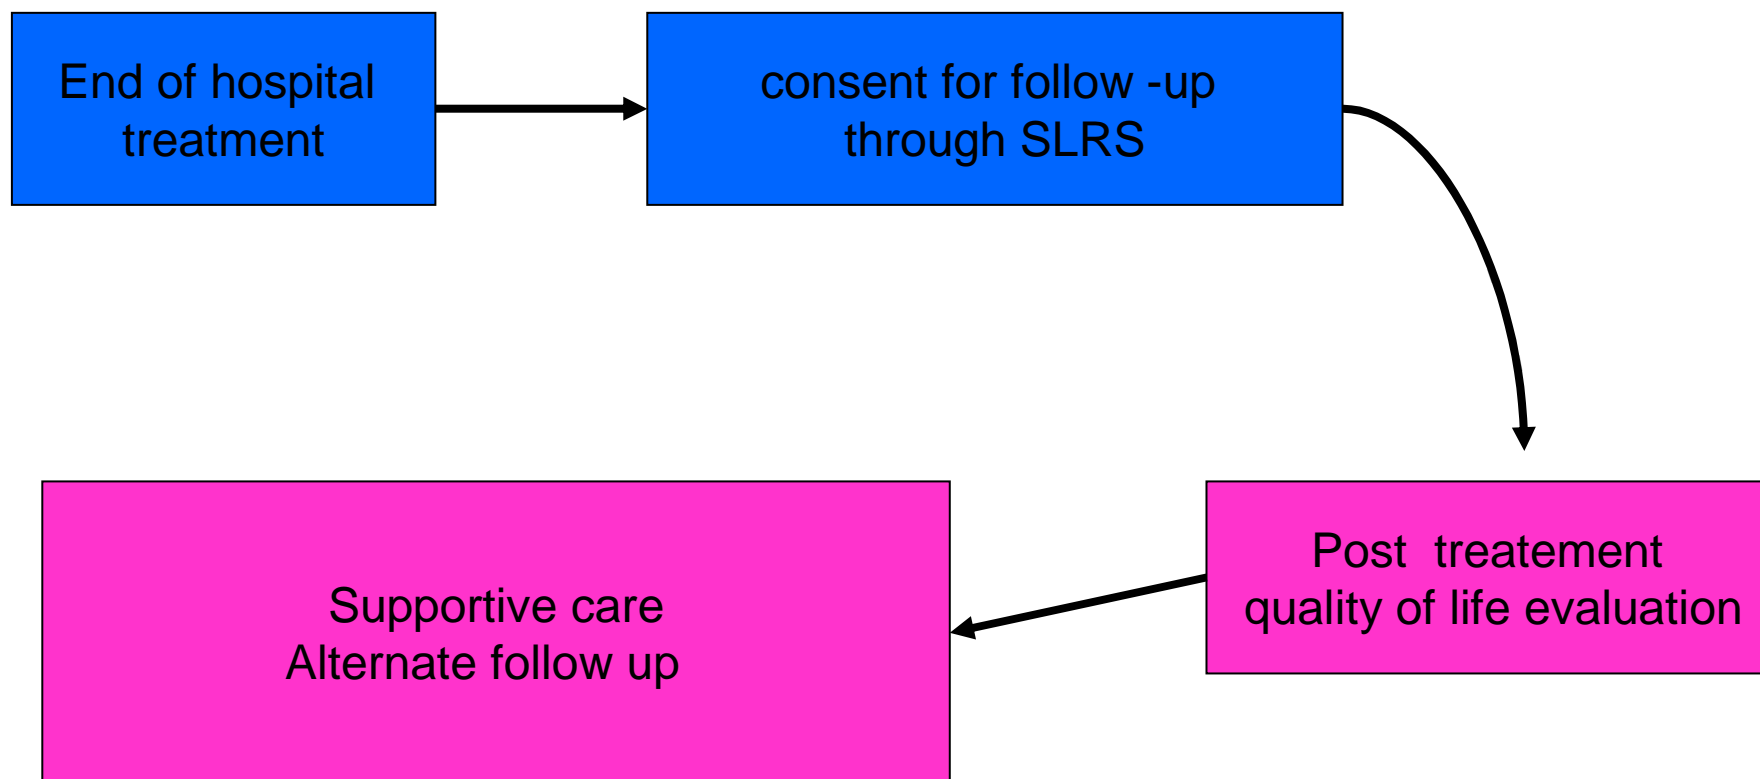 End of hospital
treatment
consent for follow -up
through SLRS
Post  treatement
quality of life evaluation
Supportive care
Alternate follow up